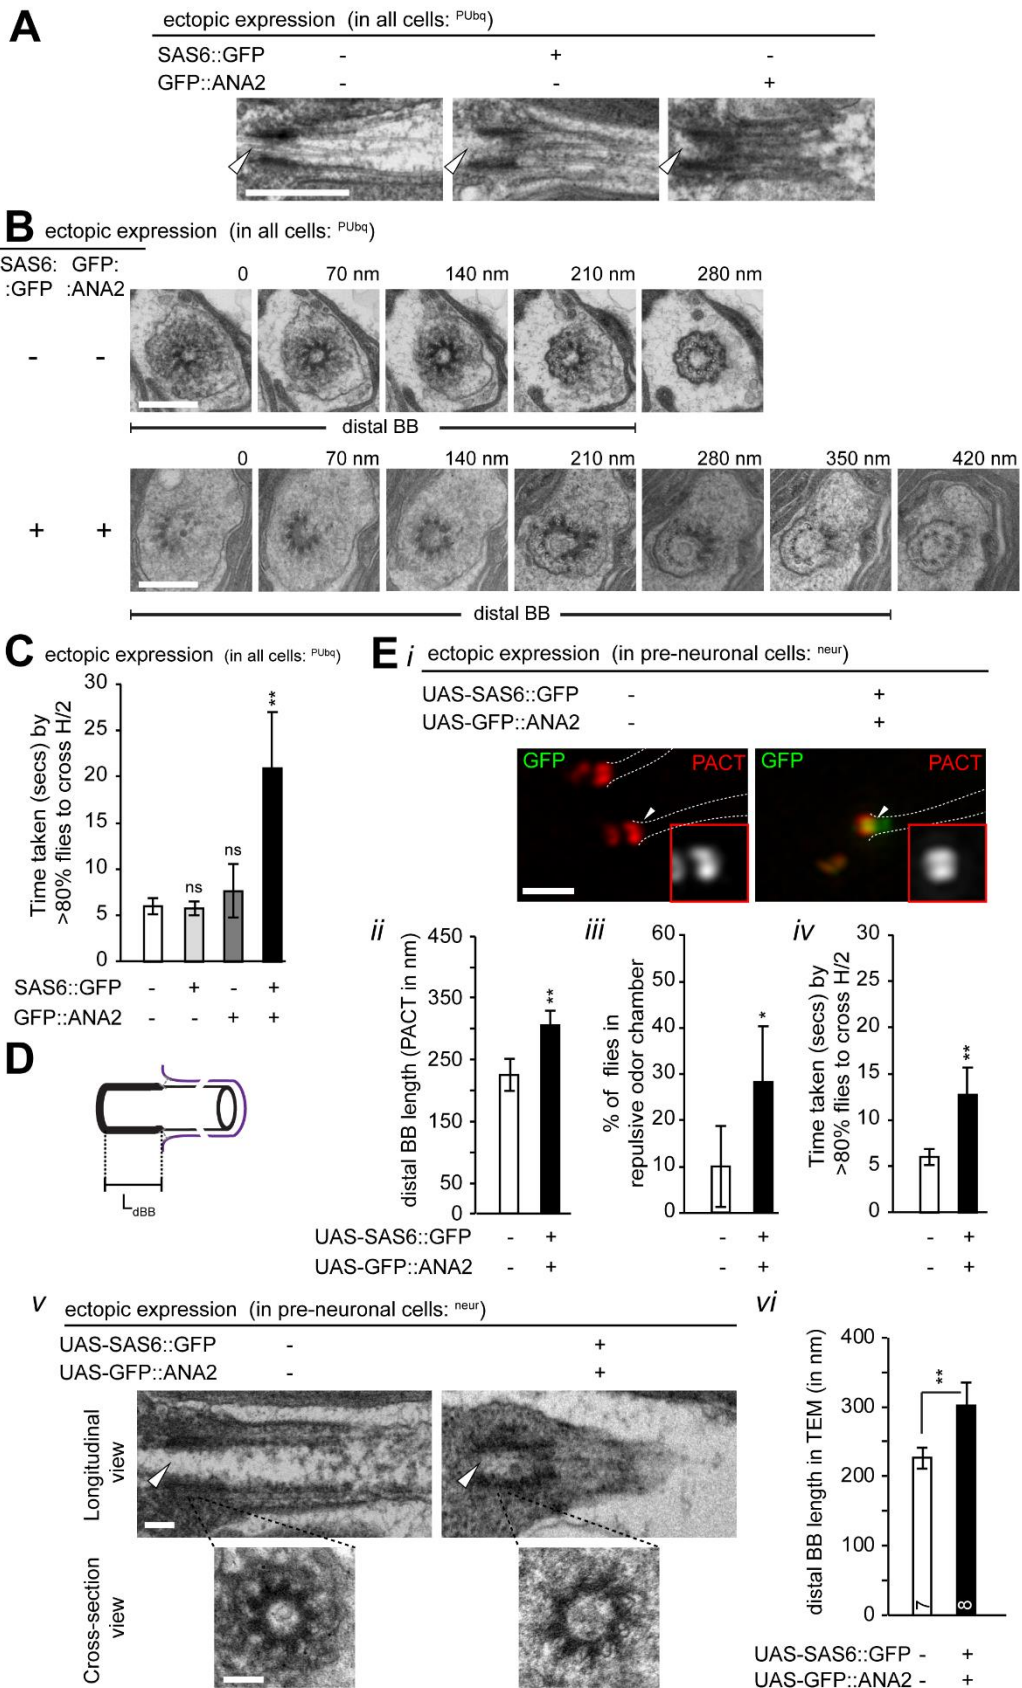 A
ectopic expression (in all cells: PUbq)
SAS6::GFP - + -
GFP::ANA2 - - +
B ectopic expression (in all cells: PUbq)
SAS6: GFP:
:GFP :ANA2
0 70 nm 140 nm 210 nm 280 nm
- -
distal BB
0 70 nm 140 nm 210 nm 280 nm 350 nm 420 nm
+ +
distal BB
C ectopic expression (in all cells: PUbq)
Time taken (secs) by
>80% flies to cross H/2
30
25
20
15
10
5
0
ns
ns
**
SAS6::GFP - + - +
GFP::ANA2 - - + +
D
LdBB
E i ectopic expression (in pre-neuronal cells: neur)
UAS-SAS6::GFP - +
UAS-GFP::ANA2 - +
GFP PACT
GFP PACT
ii
distal BB length (PACT in nm)
450
350
250
150
50
0
**
iii
% of flies in
repulsive odor chamber
60
50
40
30
20
10
0
*
iv
Time taken (secs) by
>80% flies to cross H/2
30
25
20
15
10
5
0
**
UAS-SAS6::GFP - + - + - +
UAS-GFP::ANA2 - + - + - +
v ectopic expression (in pre-neuronal cells: neur)
UAS-SAS6::GFP - +
UAS-GFP::ANA2 - +
Longitudinal
view
Cross-section
view
vi
distal BB length in TEM (in nm)
400
300
200
100
0
**
7
8
UAS-SAS6::GFP - +
UAS-GFP::ANA2 - +